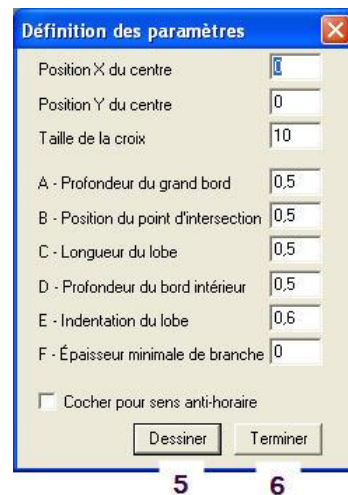 Définition des paramètres
Position X du centre 0
Position Y du centre 0
Taille de la croix 10
A - Profondeur du grand bord 0,5
B - Position du point d'intersection 0,5
C - Longueur du lobe 0,5
D - Profondeur du bord intérieur 0,5
E - Indentation du lobe 0,6
F - Épaisseur minimale de branche 0
Cocher pour sens anti-horaire
Dessiner Terminer
5 6